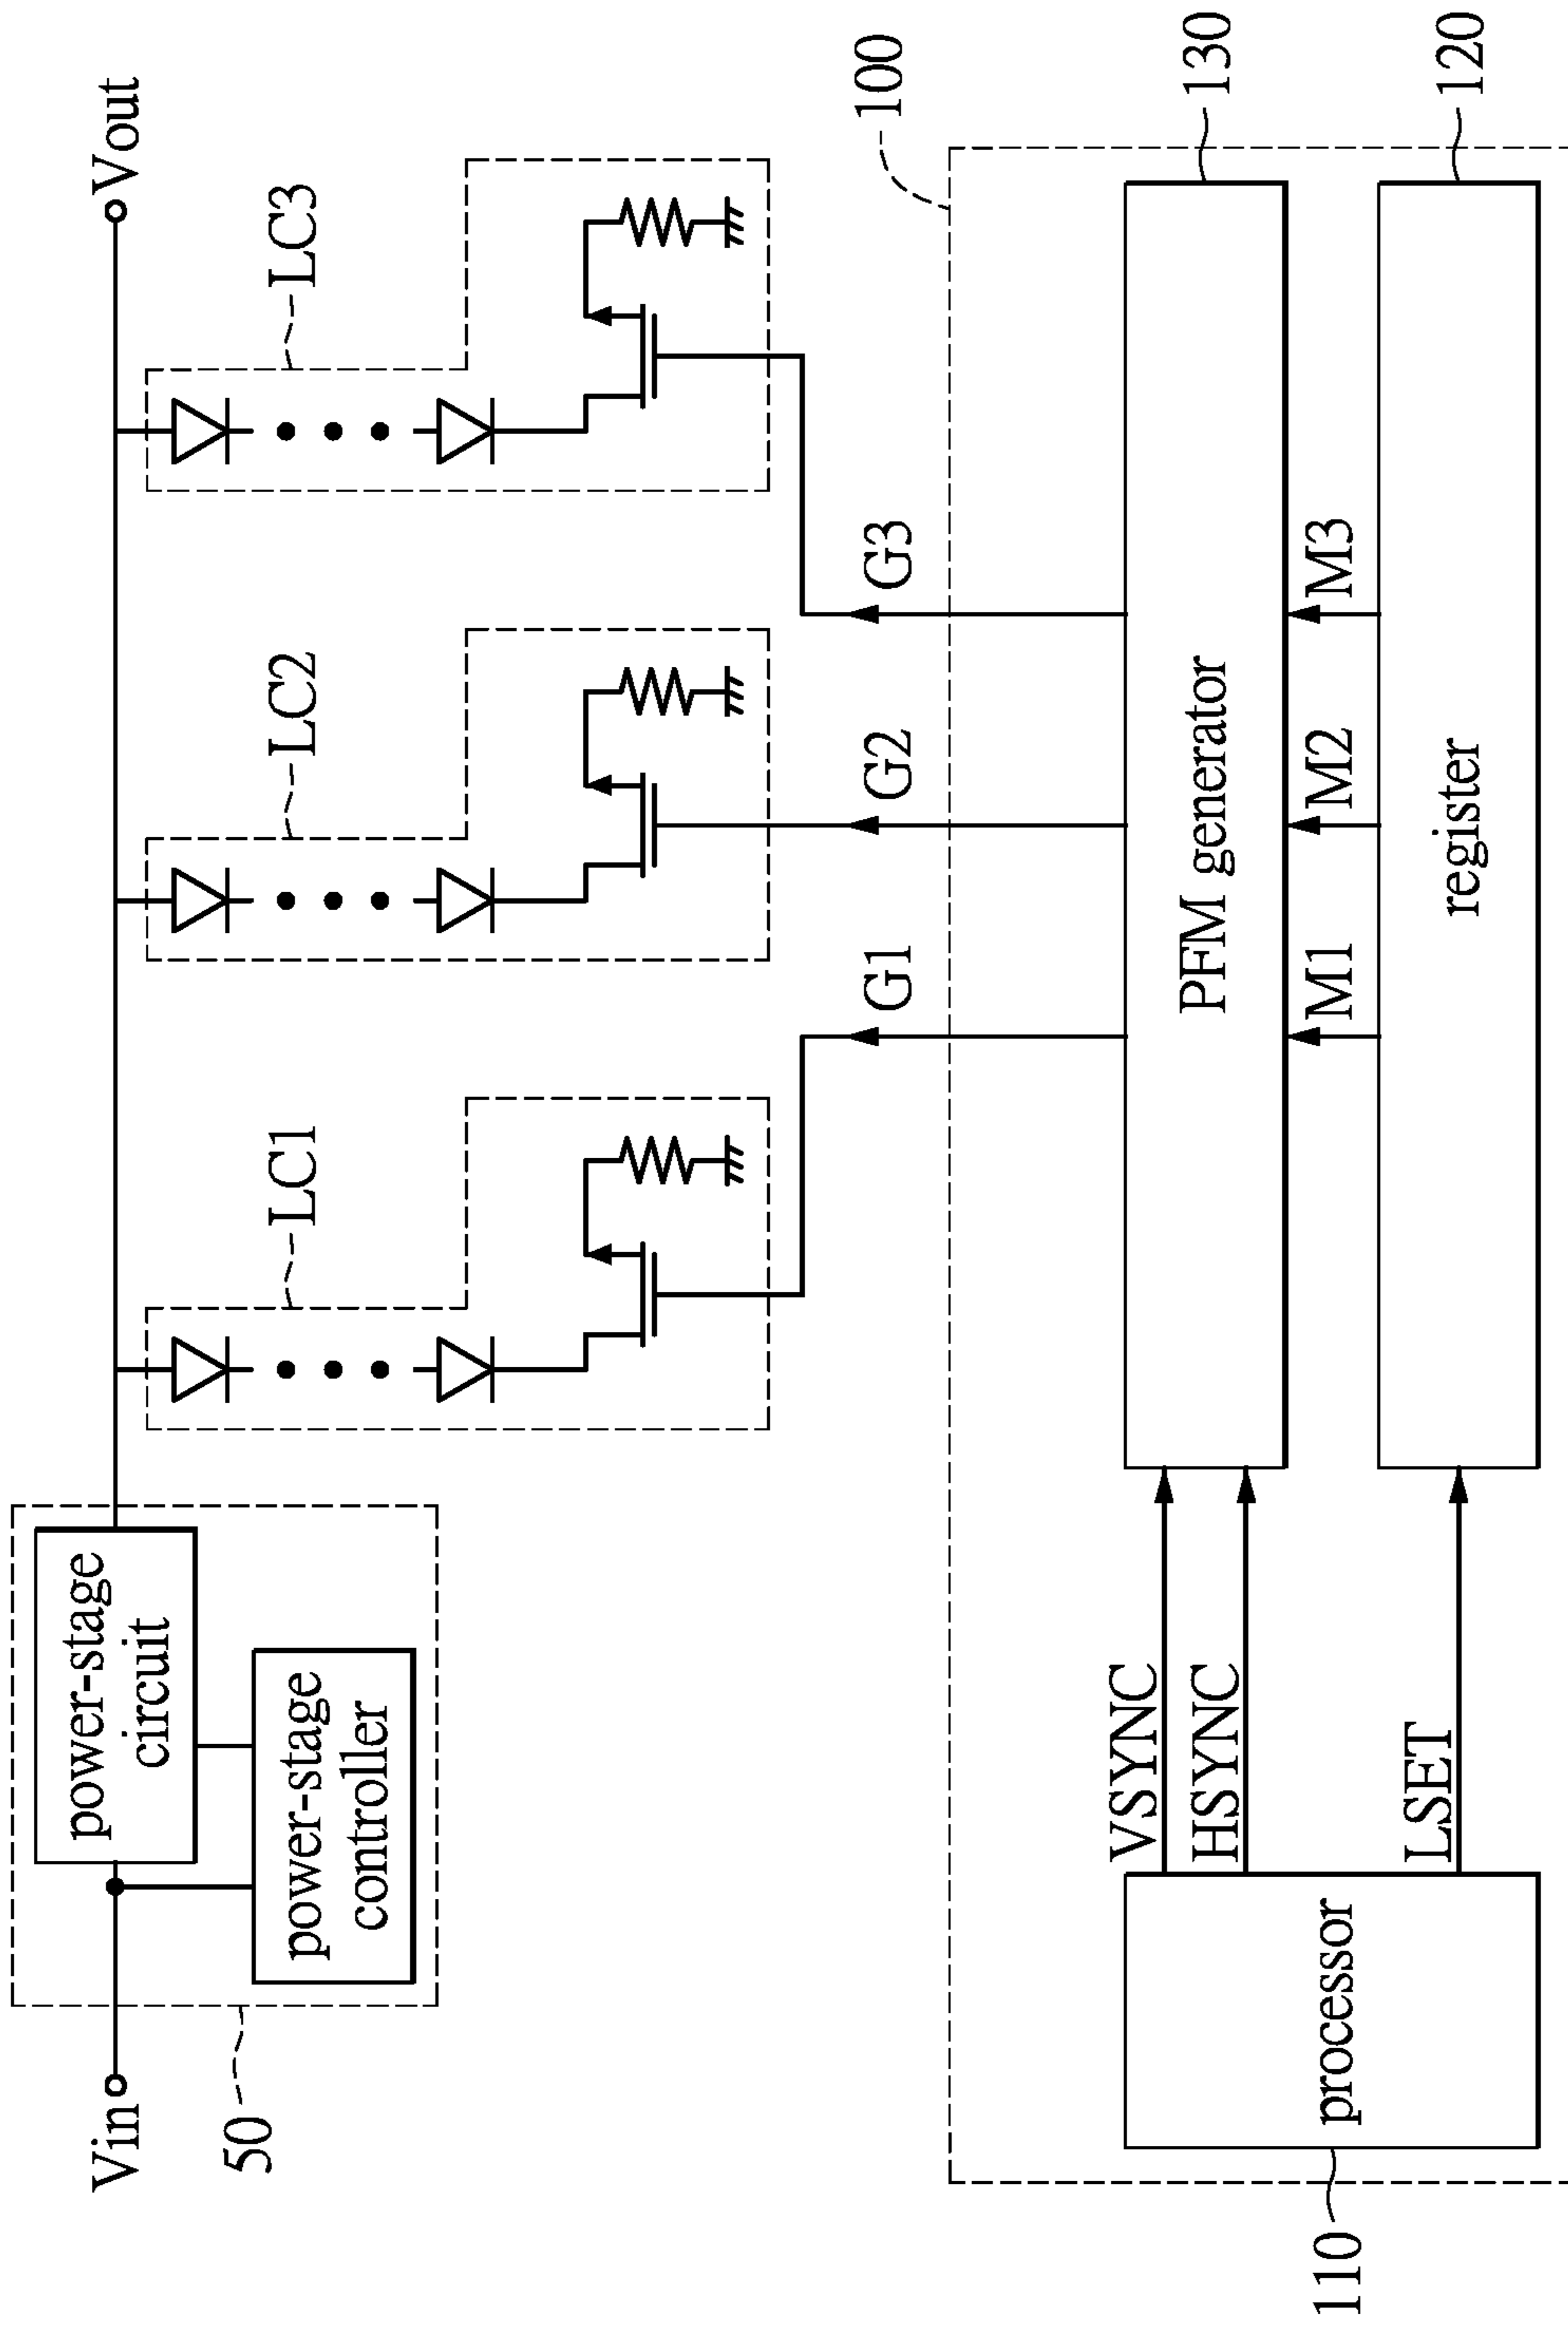 Vin
Vout
50
power-stage
circuit
power-stage
controller
LC1
LC2
LC3
G1
G2
G3
100
110
processor
VSYNC
HSYNC
LSET
PFM generator
130
M1
M2
M3
register
120